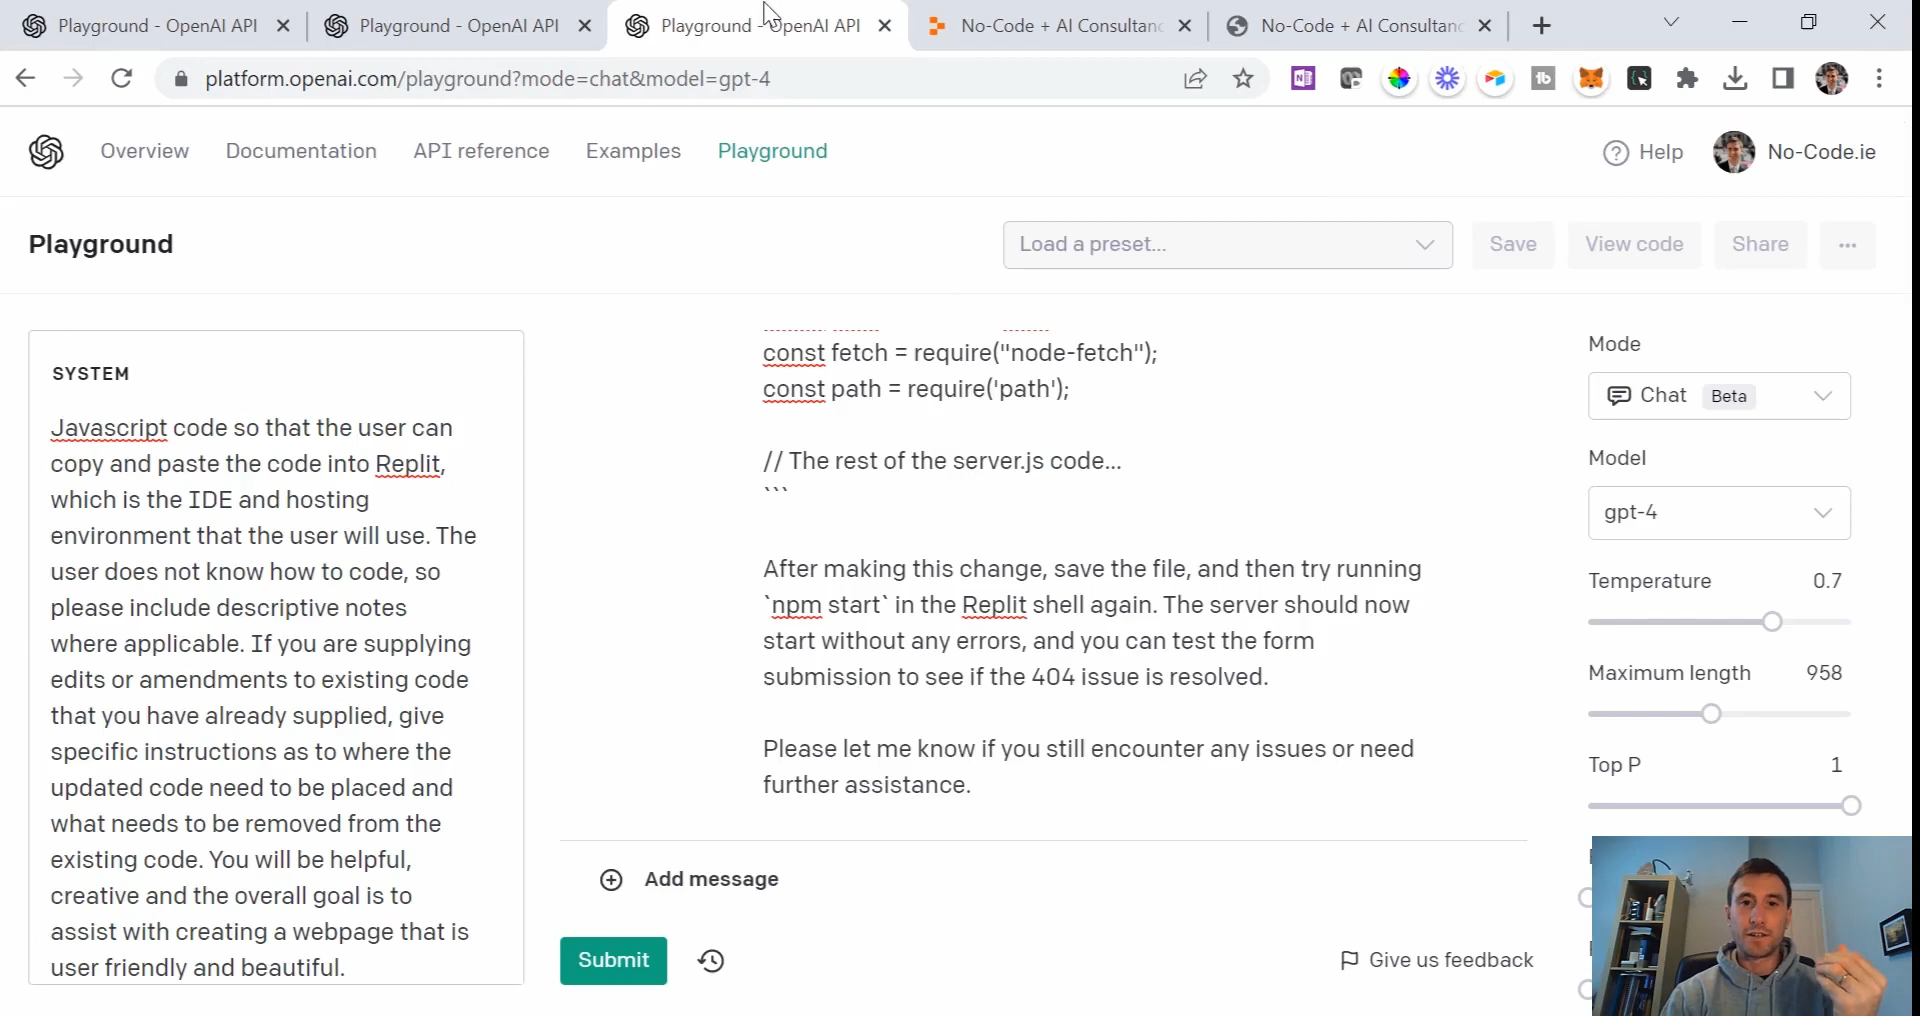 Playground - OpenAI API
Playground - OpenAI API
Playground - OpenAI API
No-Code + AI Consultanc
No-Code + AI Consultanc
platform.openai.com/playground?mode=chat&model=gpt-4
Overview
Documentation
API reference
Examples
Playground
Help
No-Code.ie
Playground
Load a preset...
Save
View code
Share
SYSTEM
Javascript code so that the user can
copy and paste the code into Replit,
which is the IDE and hosting
environment that the user will use. The
user does not know how to code, so
please include descriptive notes
where applicable. If you are supplying
edits or amendments to existing code
that you have already supplied, give
specific instructions as to where the
updated code need to be placed and
what needs to be removed from the
existing code. You will be helpful,
creative and the overall goal is to
assist with creating a webpage that is
user friendly and beautiful.
const fetch = require("node-fetch");
const path = require('path');
// The rest of the server.js code...
```
After making this change, save the file, and then try running
`npm start` in the Replit shell again. The server should now
start without any errors, and you can test the form
submission to see if the 404 issue is resolved.
Please let me know if you still encounter any issues or need
further assistance.
Add message
Submit
Give us feedback
Mode
Chat Beta
Model
gpt-4
Temperature 0.7
Maximum length 958
Top P 1